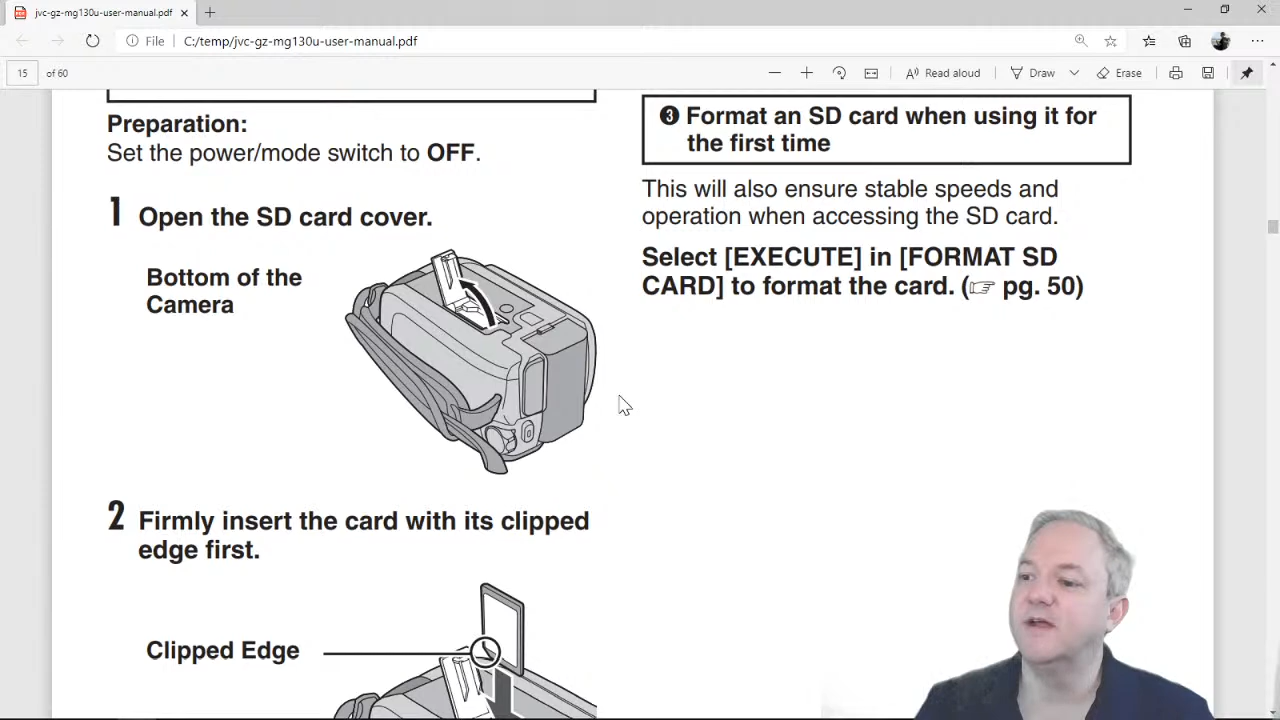 jvc-gz-mg130u-user-manual.pdf
File
C:/temp/jvc-gz-mg130u-user-manual.pdf
15 of 60
Read aloud
Draw
Erase
Preparation:
Set the power/mode switch to OFF.
1 Open the SD card cover.
Bottom of the
Camera
2 Firmly insert the card with its clipped
edge first.
Clipped Edge
❸ Format an SD card when using it for
the first time
This will also ensure stable speeds and
operation when accessing the SD card.
Select [EXECUTE] in [FORMAT SD
CARD] to format the card. (☞ pg. 50)